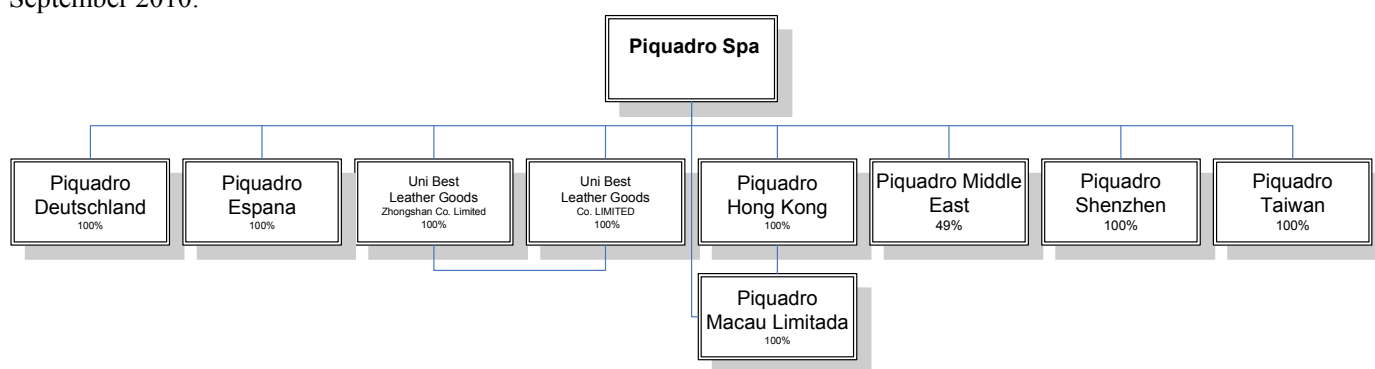 September 2010:
Piquadro Spa
Piquadro
Deutschland
100%
Piquadro
Espana
100%
Uni Best
Leather Goods
Zhongshan Co. Limited
100%
Uni Best
Leather Goods
Co. LIMITED
100%
Piquadro
Hong Kong
100%
Piquadro Middle
East
49%
Piquadro
Shenzhen
100%
Piquadro
Taiwan
100%
Piquadro
Macau Limitada
100%